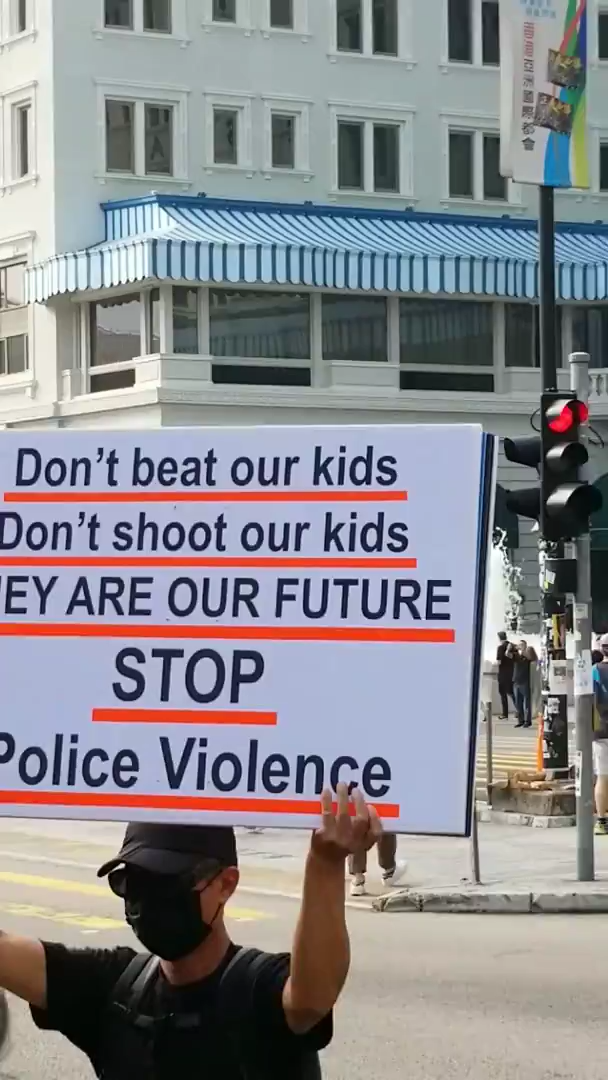 Don't beat our kids
Don't shoot our kids
EY ARE OUR FUTURE
STOP
Police Violence